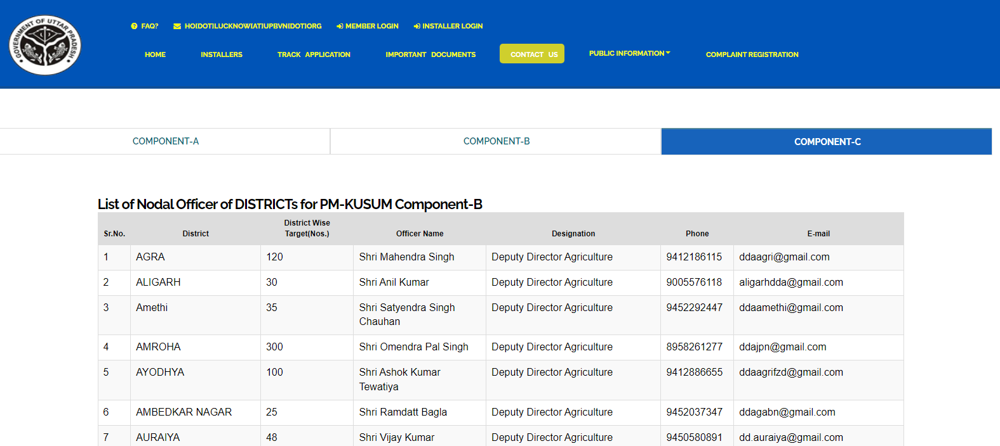 GOVERNMENT OF UTTAR PRADESH
FAQ? HO[DOT]LUCKNOW[AT]UPBVN[DOT]ORG MEMBER LOGIN INSTALLER LOGIN
HOME INSTALLERS TRACK APPLICATION IMPORTANT DOCUMENTS CONTACT US PUBLIC INFORMATION COMPLAINT REGISTRATION
COMPONENT-A COMPONENT-B COMPONENT-C
List of Nodal Officer of DISTRICTs for PM-KUSUM Component-B
Sr.No. District District Wise Target(Nos.) Officer Name Designation Phone E-mail
1 AGRA 120 Shri Mahendra Singh Deputy Director Agriculture 9412186115 ddaagri@gmail.com
2 ALIGARH 30 Shri Anil Kumar Deputy Director Agriculture 9005576118 aligarhdda@gmail.com
3 Amethi 35 Shri Satyendra Singh Chauhan Deputy Director Agriculture 9452292447 ddaamethi@gmail.com
4 AMROHA 300 Shri Omendra Pal Singh Deputy Director Agriculture 8958261277 ddajpn@gmail.com
5 AYODHYA 100 Shri Ashok Kumar Tewatiya Deputy Director Agriculture 9412886655 ddaagrifzd@gmail.com
6 AMBEDKAR NAGAR 25 Shri Ramdatt Bagla Deputy Director Agriculture 9452037347 ddagabn@gmail.com
7 AURAIYA 48 Shri Vijay Kumar Deputy Director Agriculture 9450580891 dd.auraiya@gmail.com